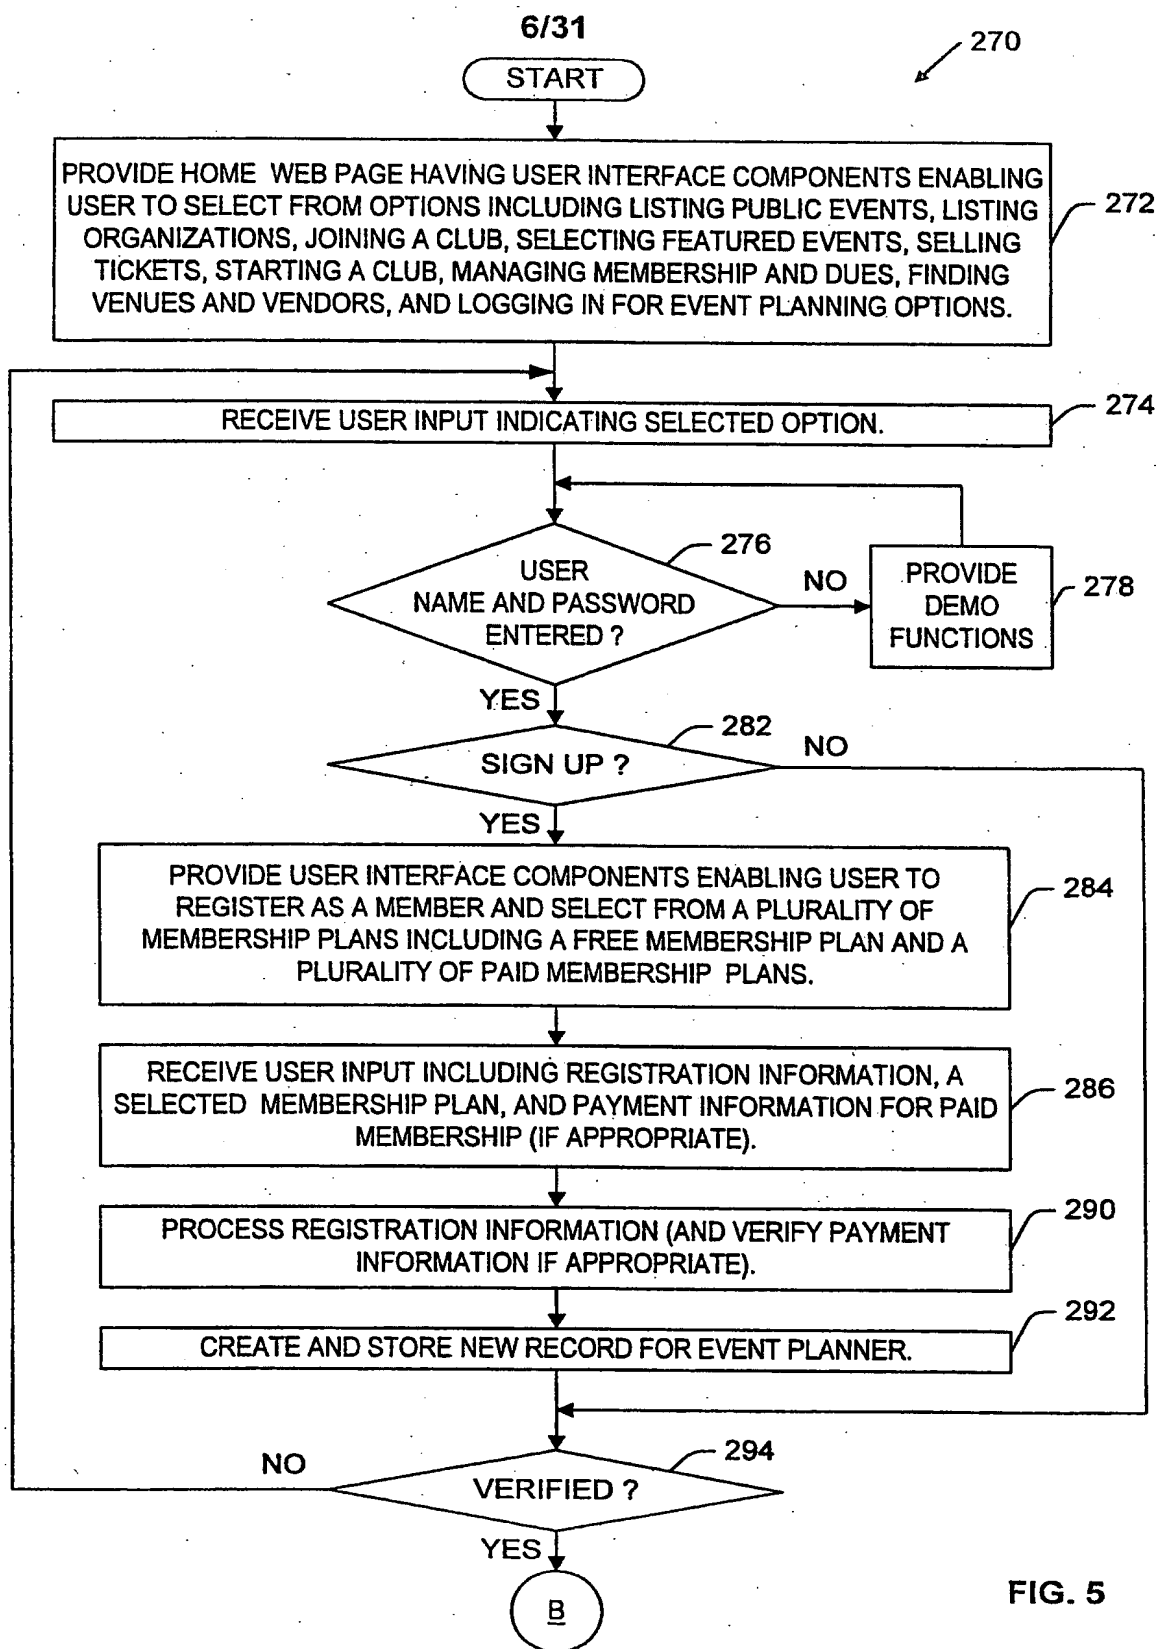 6/31
270
START
PROVIDE HOME WEB PAGE HAVING USER INTERFACE COMPONENTS ENABLING
USER TO SELECT FROM OPTIONS INCLUDING LISTING PUBLIC EVENTS, LISTING
ORGANIZATIONS, JOINING A CLUB, SELECTING FEATURED EVENTS, SELLING
TICKETS, STARTING A CLUB, MANAGING MEMBERSHIP AND DUES, FINDING
VENUES AND VENDORS, AND LOGGING IN FOR EVENT PLANNING OPTIONS.
272
RECEIVE USER INPUT INDICATING SELECTED OPTION.
274
USER
NAME AND PASSWORD
ENTERED ?
276
NO
PROVIDE
DEMO
FUNCTIONS
278
YES
SIGN UP ?
282
NO
YES
PROVIDE USER INTERFACE COMPONENTS ENABLING USER TO
REGISTER AS A MEMBER AND SELECT FROM A PLURALITY OF
MEMBERSHIP PLANS INCLUDING A FREE MEMBERSHIP PLAN AND A
PLURALITY OF PAID MEMBERSHIP PLANS.
284
RECEIVE USER INPUT INCLUDING REGISTRATION INFORMATION, A
SELECTED MEMBERSHIP PLAN, AND PAYMENT INFORMATION FOR PAID
MEMBERSHIP (IF APPROPRIATE).
286
PROCESS REGISTRATION INFORMATION (AND VERIFY PAYMENT
INFORMATION IF APPROPRIATE).
290
CREATE AND STORE NEW RECORD FOR EVENT PLANNER.
292
VERIFIED ?
294
NO
YES
B
FIG. 5